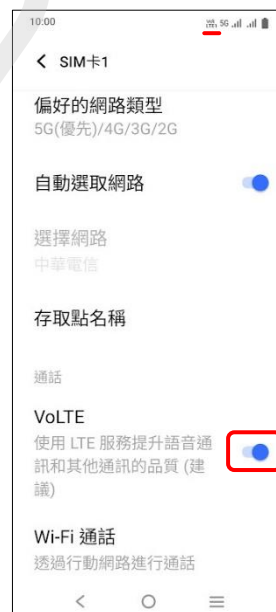 10:00
5G
SIM卡1
偏好的網路類型
5G(優先)/4G/3G/2G
自動選取網路
選擇網路
中華電信
存取點名稱
通話
VoLTE
使用 LTE 服務提升語音通
訊和其他通訊的品質 (建
議)
Wi-Fi 通話
透過行動網路進行通話